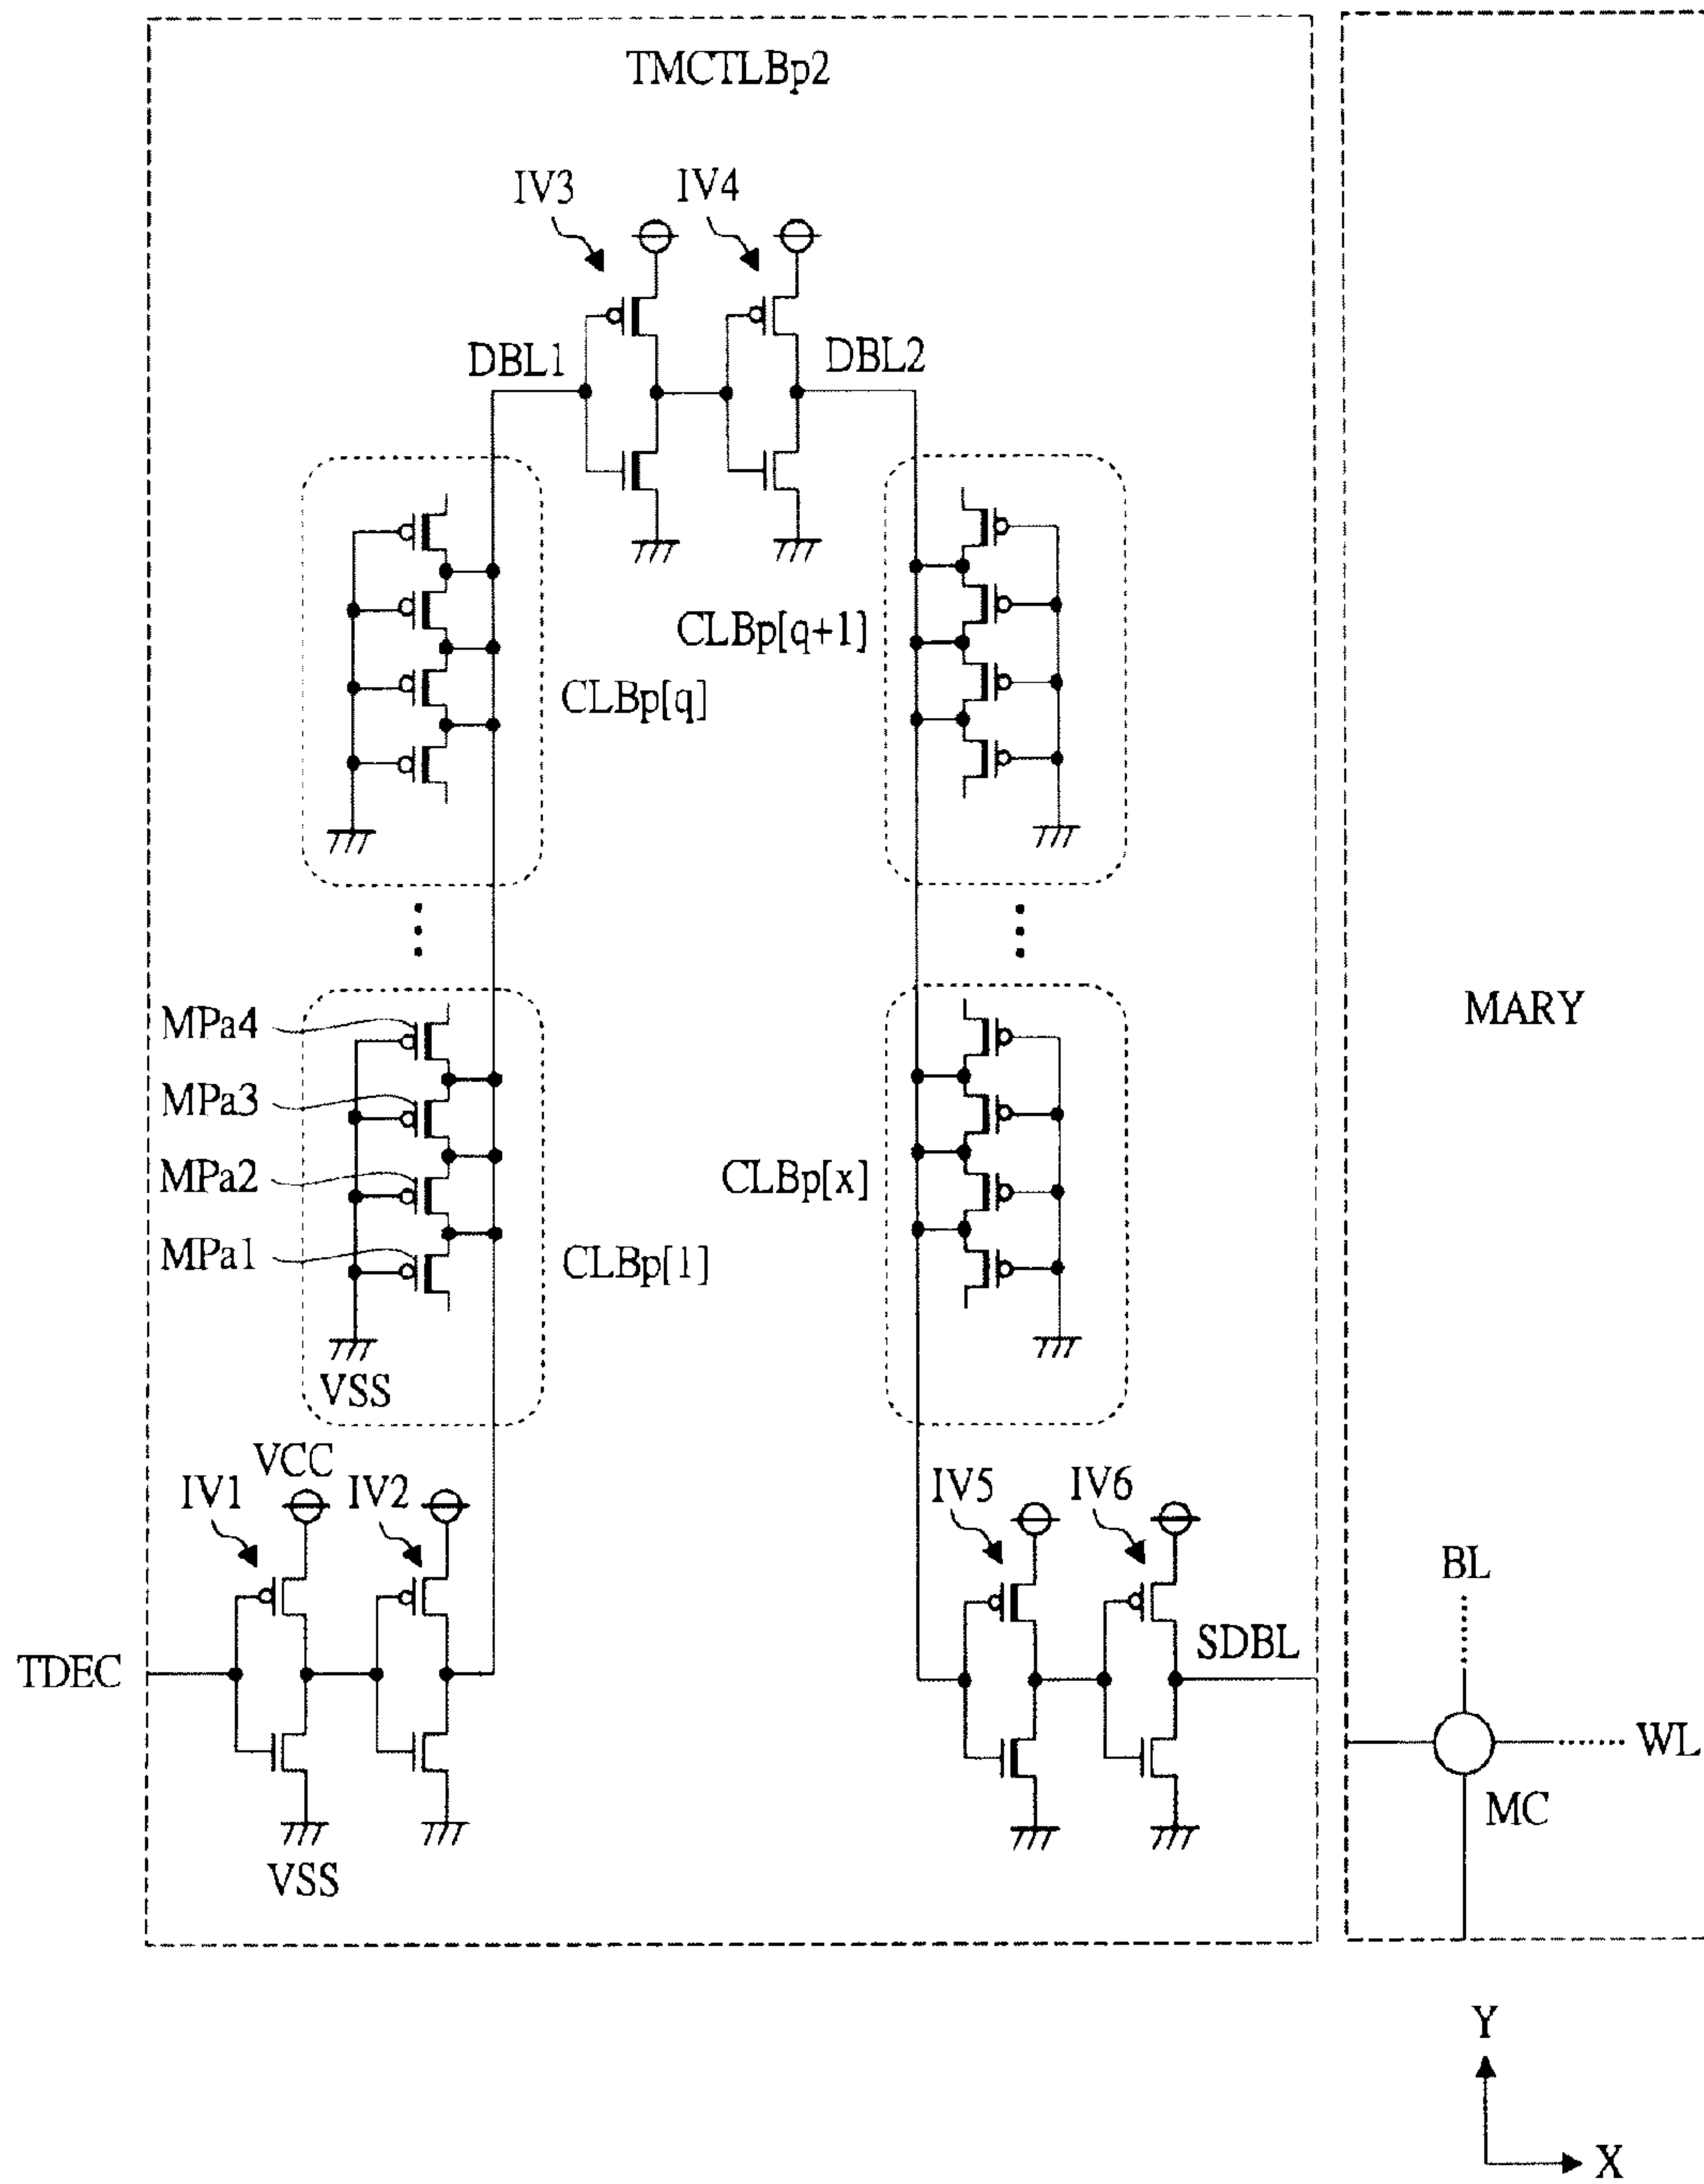 TMCTLBp2
IV3
IV4
DBL1
DBL2
CLBp[q+1]
CLBp[q]
MPa4
MARY
MPa3
MPa2
CLBp[x]
MPa1
CLBp[1]
VSS
VCC
IV1
IV2
IV5
IV6
BL
TDEC
SDBL
WL
MC
VSS
Y
X